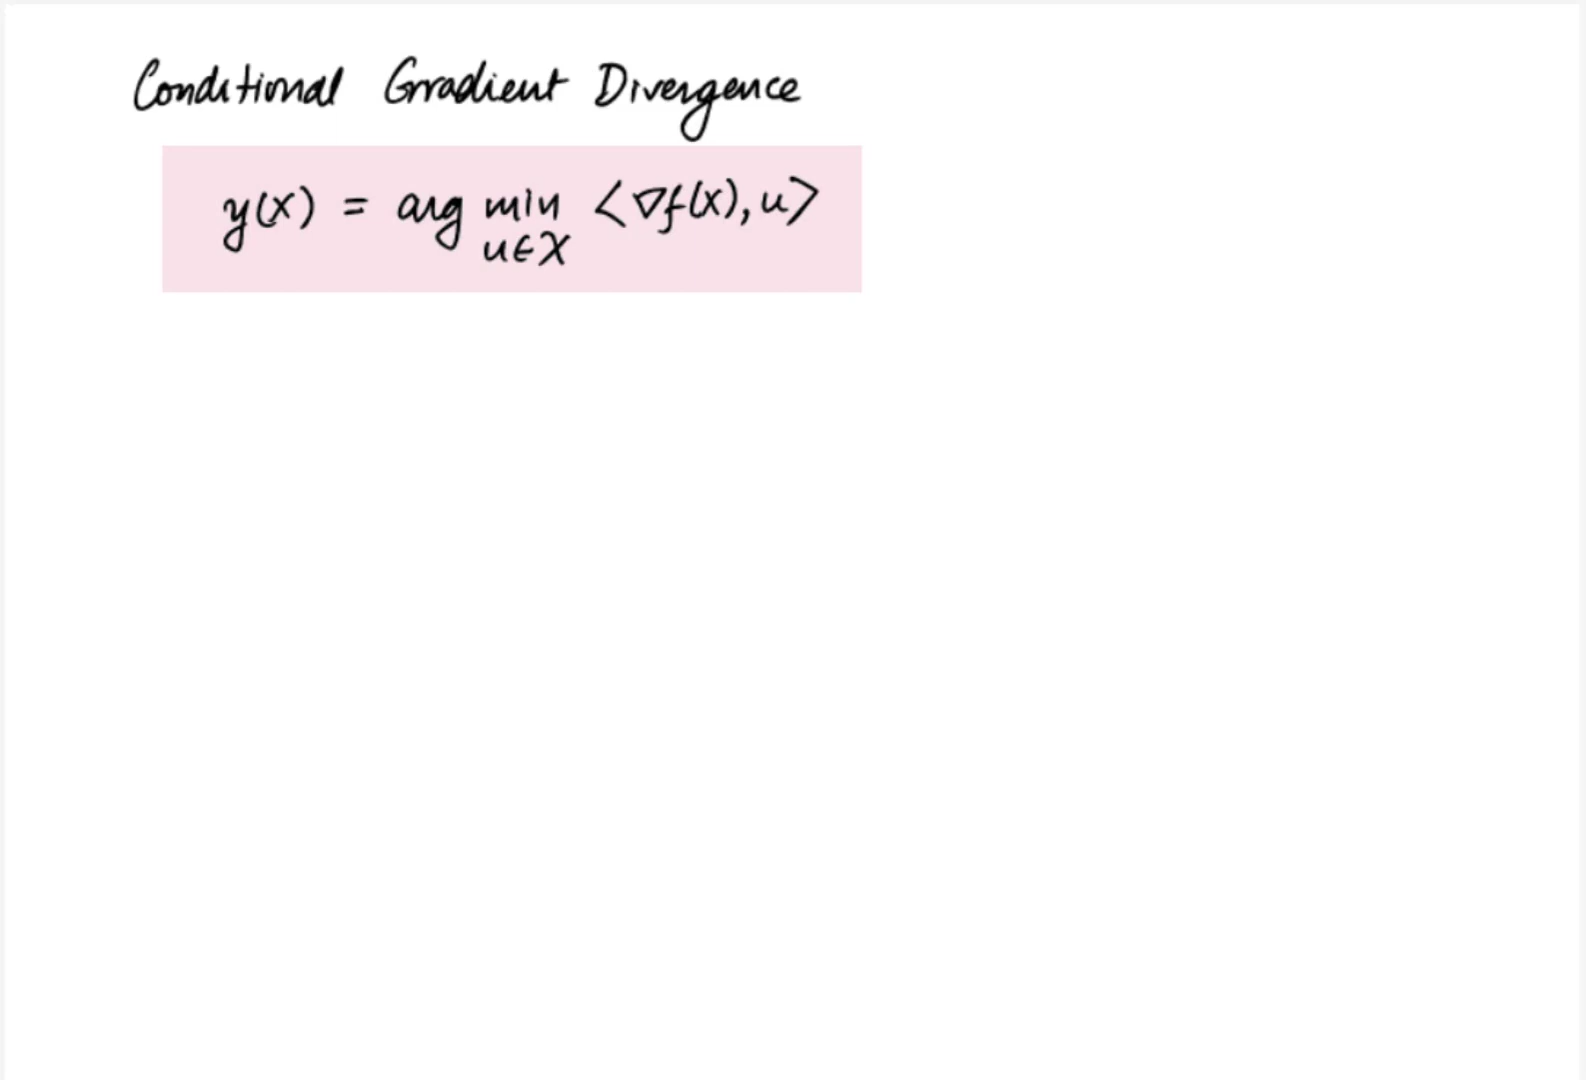 Conditional Gradient Divergence
y(x) = arg min <∇f(x), u>
u∈X